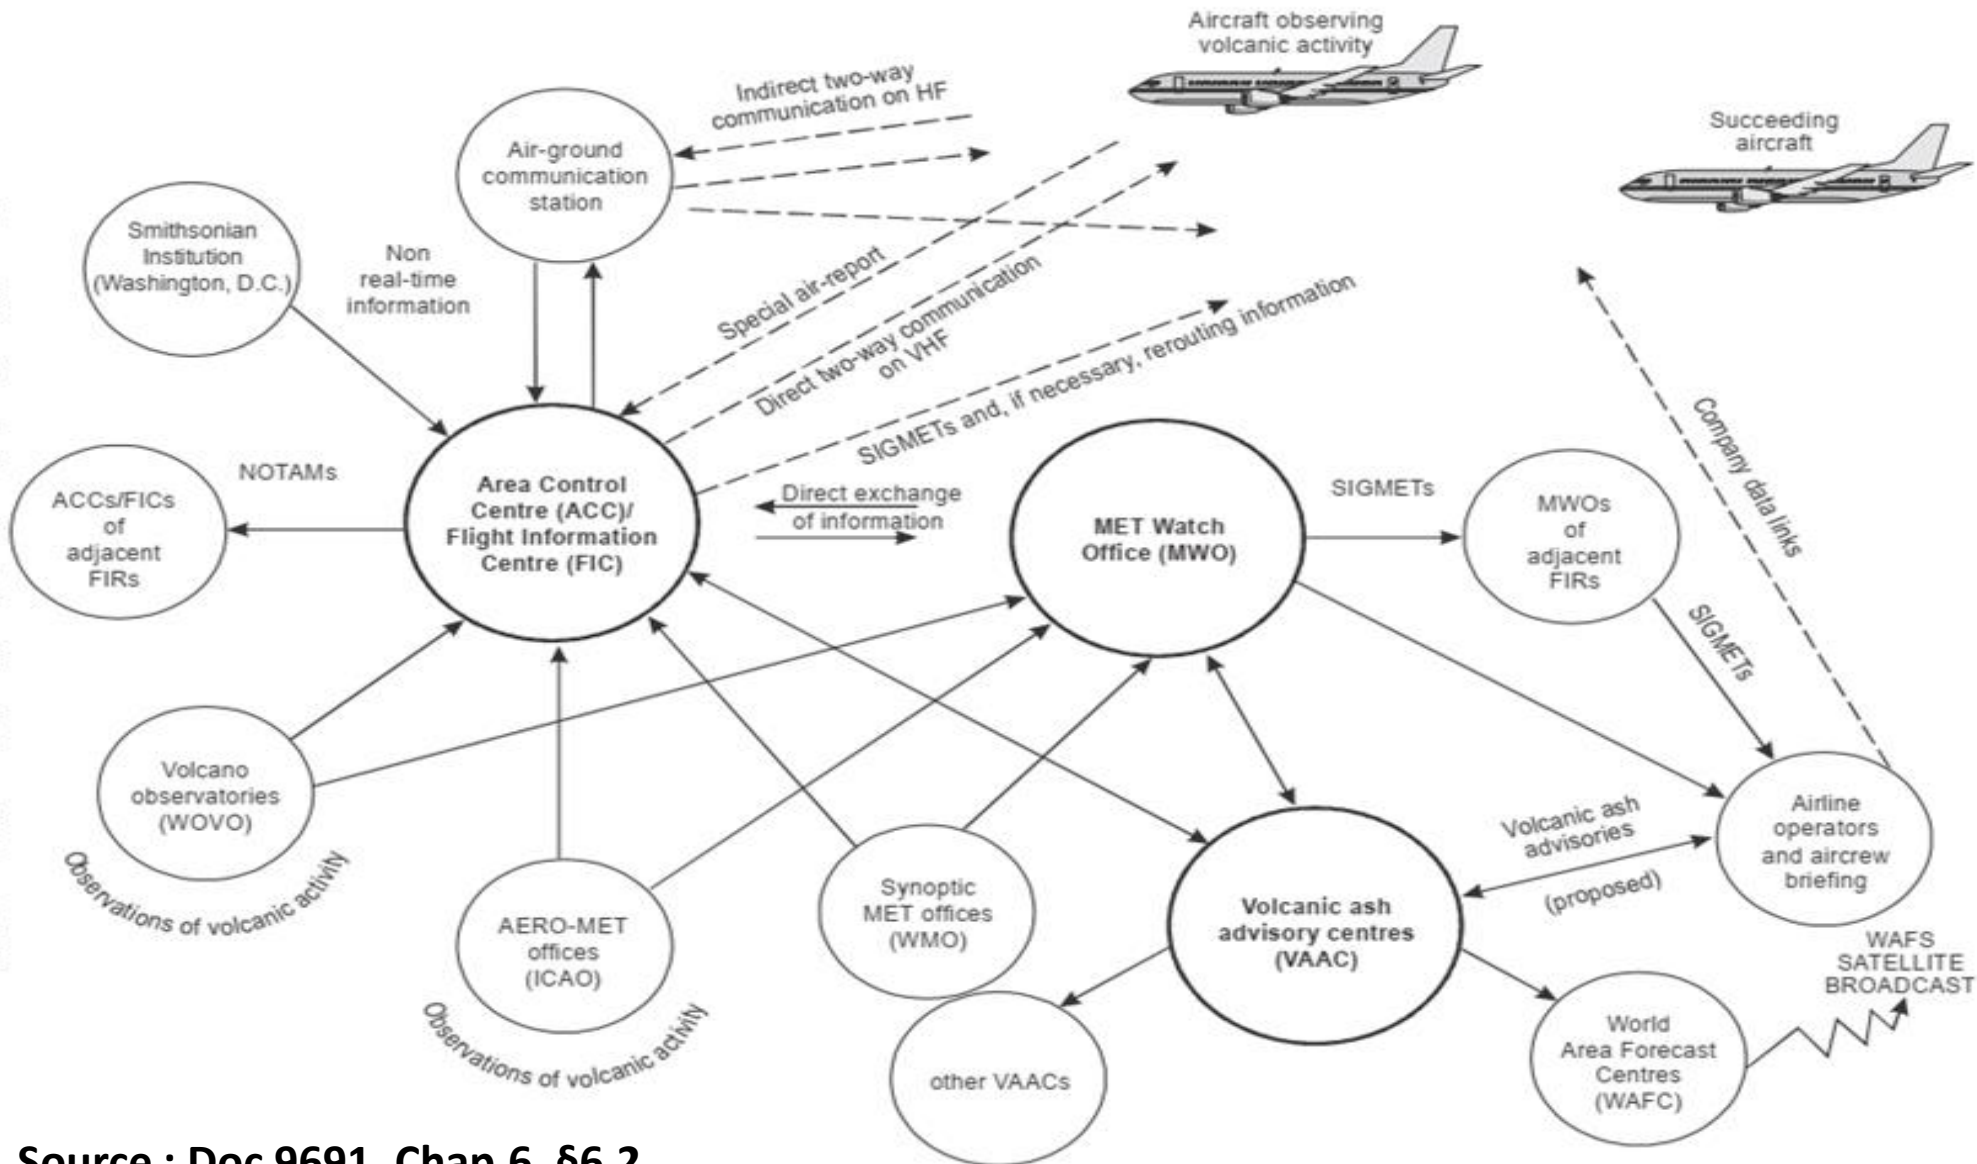 Aircraft observing
volcanic activity
Indirect two-way
communication on HF
Succeeding
aircraft
Air-ground
communication
station
Smithsonian
Institution
(Washington, D.C.)
Non
real-time
information
Special air-report
Direct two-way communication
on VHF
SIGMETs and, if necessary, rerouting information
Company data links
ACCs/FICs
of
adjacent
FIRs
NOTAMs
Area Control
Centre (ACC)/
Flight Information
Centre (FIC)
Direct exchange
of information
MET Watch
Office (MWO)
SIGMETs
MWOs
of
adjacent
FIRs
SIGMETs
Volcano
observatories
(WOVO)
Observations of volcanic activity
AERO-MET
offices
(ICAO)
Observations of volcanic activity
Synoptic
MET offices
(WMO)
other VAACs
Volcanic ash
advisory centres
(VAAC)
Volcanic ash
advisories
(proposed)
Airline
operators
and aircrew
briefing
WAFS
SATELLITE
BROADCAST
World
Area Forecast
Centres
(WAFC)
Source : Doc 9691, Chap 6, §6.2